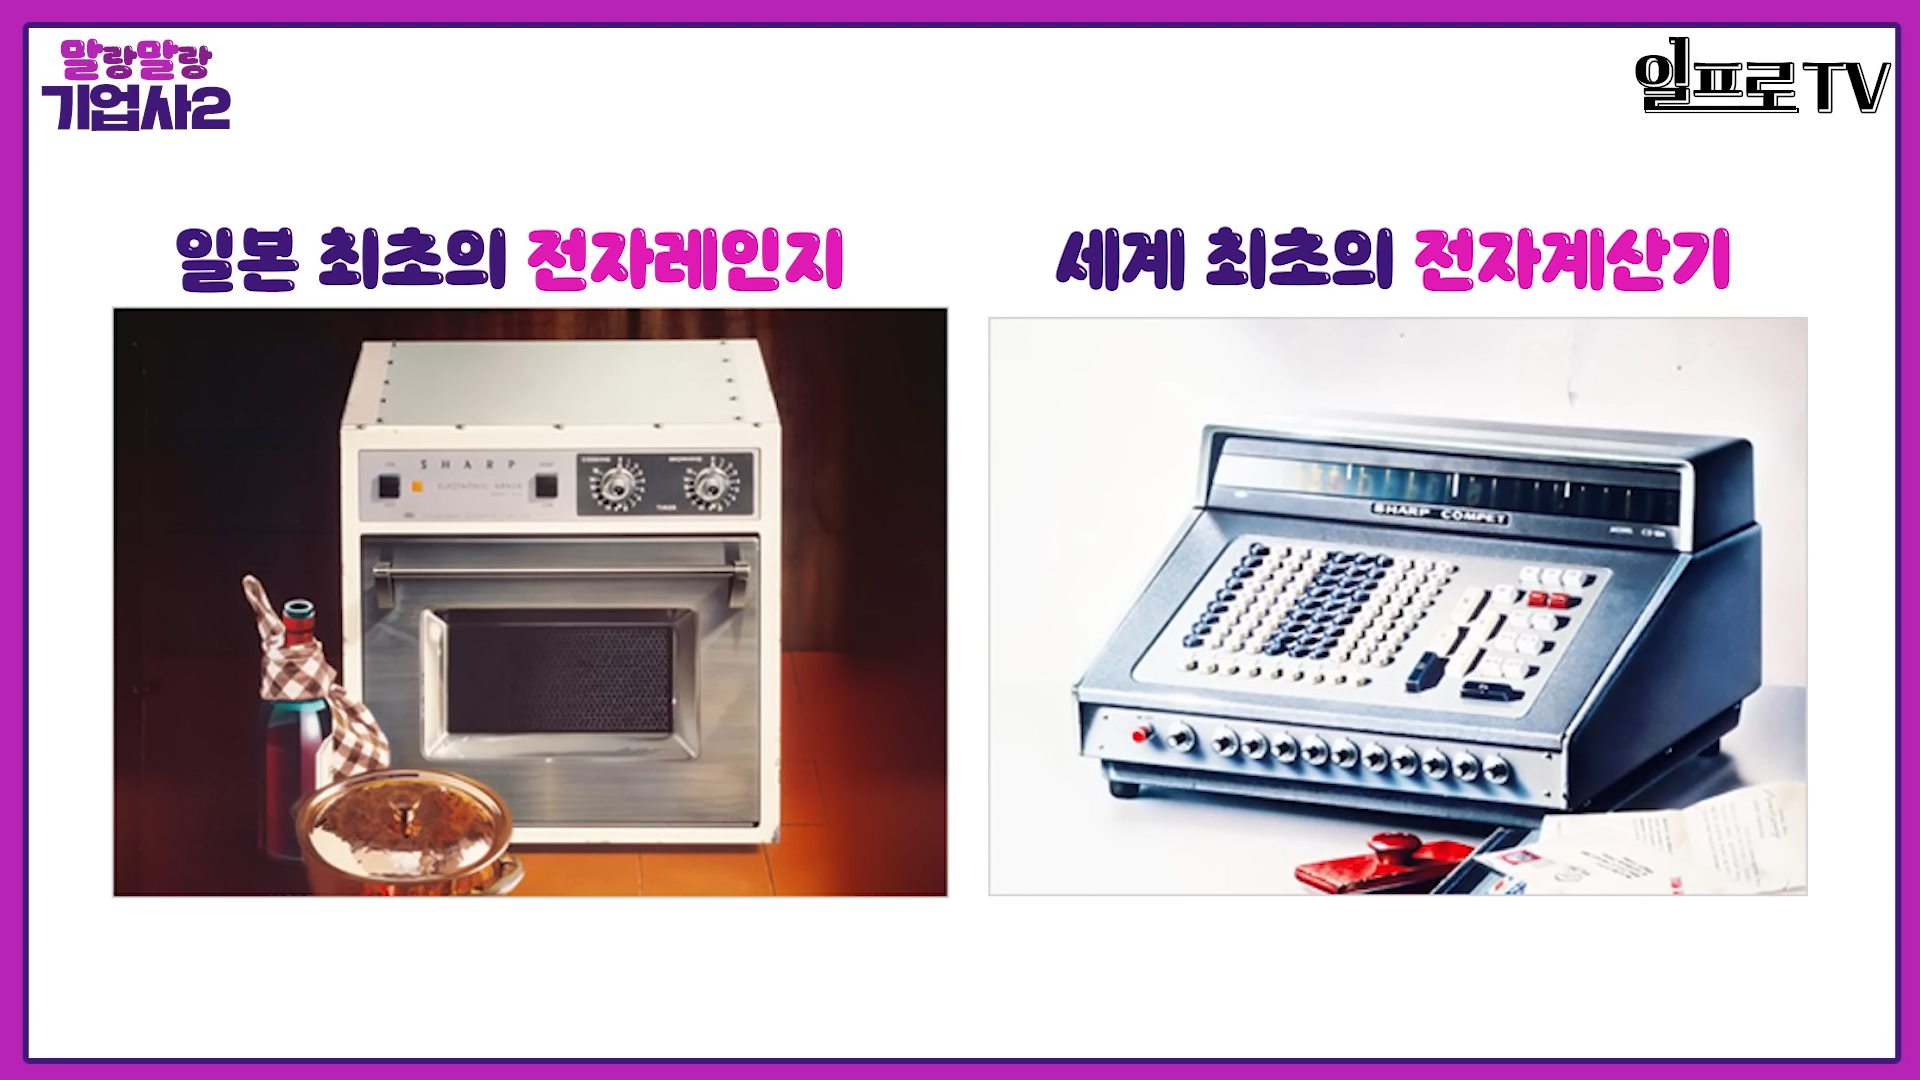 말랑말랑
기업사2
일프로TV
일본 최초의 전자레인지
세계 최초의 전자계산기
SHARP
SHARP COMPET